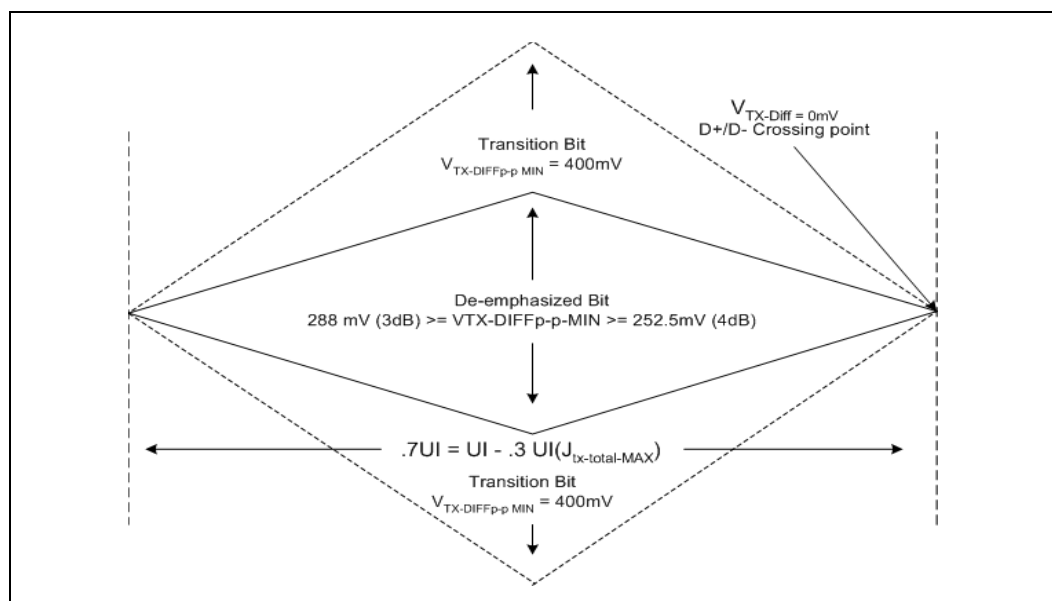 V_TX-Diff = 0mV
D+/D- Crossing point
Transition Bit
V_TX-DIFFp-p MIN = 400mV
De-emphasized Bit
288 mV (3dB) >= VTX-DIFFp-p-MIN >= 252.5mV (4dB)
.7UI = UI - .3 UI(J_tx-total-MAX)
Transition Bit
V_TX-DIFFp-p MIN = 400mV